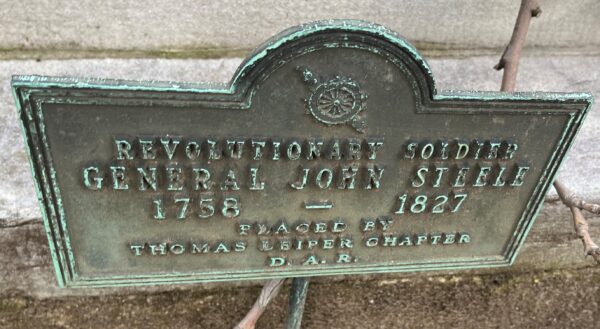 REVOLUTIONARY SOLDIER
GENERAL JOHN STEELE
1758 — 1827
PLACED BY
THOMAS LEIPER CHAPTER
D. A. R.